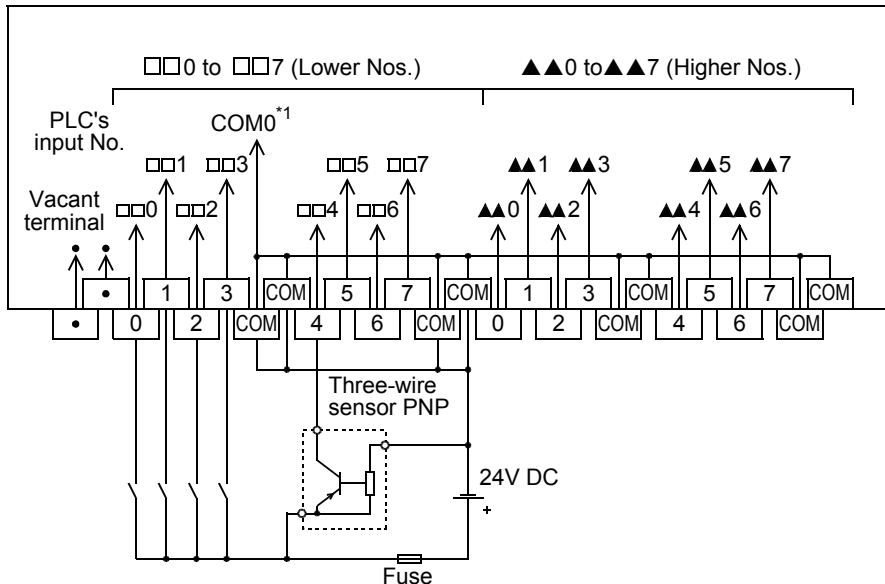 □□0 to □□7 (Lower Nos.) ▲▲0 to▲▲7 (Higher Nos.)
PLC's input No.
COM0*1
□□1 □□3 □□5 □□7 ▲▲1 ▲▲3 ▲▲5 ▲▲7
Vacant terminal
□□0 □□2 □□4 □□6 ▲▲0 ▲▲2 ▲▲4 ▲▲6
• 1 3 COM 5 7 COM 1 3 COM 5 7 COM
• 0 2 COM 4 6 COM 0 2 COM 4 6 COM
Three-wire
sensor PNP
24V DC
+
Fuse